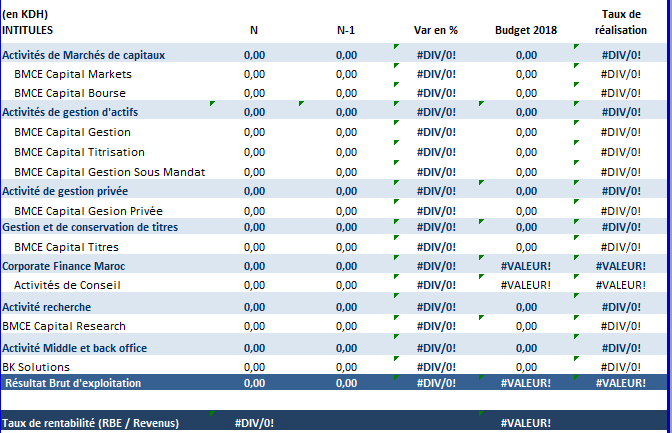 (en KDH)
INTITULES N N-1 Var en % Budget 2018 Taux de réalisation
Activités de Marchés de capitaux 0,00 0,00 #DIV/0! 0,00 #DIV/0!
BMCE Capital Markets 0,00 0,00 #DIV/0! 0,00 #DIV/0!
BMCE Capital Bourse 0,00 0,00 #DIV/0! 0,00 #DIV/0!
Activités de gestion d'actifs 0,00 0,00 #DIV/0! 0,00 #DIV/0!
BMCE Capital Gestion 0,00 0,00 #DIV/0! 0,00 #DIV/0!
BMCE Capital Titrisation 0,00 0,00 #DIV/0! 0,00 #DIV/0!
BMCE Capital Gestion Sous Mandat 0,00 0,00 #DIV/0! 0,00 #DIV/0!
Activité de gestion privée 0,00 0,00 #DIV/0! 0,00 #DIV/0!
BMCE Capital Gesion Privée 0,00 0,00 #DIV/0! 0,00 #DIV/0!
Gestion et de conservation de titres 0,00 0,00 #DIV/0! 0,00 #DIV/0!
BMCE Capital Titres 0,00 0,00 #DIV/0! 0,00 #DIV/0!
Corporate Finance Maroc 0,00 0,00 #DIV/0! #VALEUR! #VALEUR!
Activités de Conseil 0,00 0,00 #DIV/0! #VALEUR! #VALEUR!
Activité recherche 0,00 0,00 #DIV/0! 0,00 #DIV/0!
BMCE Capital Research 0,00 0,00 #DIV/0! 0,00 #DIV/0!
Activité Middle et back office 0,00 0,00 #DIV/0! 0,00 #DIV/0!
BK Solutions 0,00 0,00 #DIV/0! 0,00 #DIV/0!
Résultat Brut d'exploitation 0,00 0,00 #DIV/0! #VALEUR! #VALEUR!
Taux de rentabilité (RBE / Revenus) #DIV/0! #VALEUR!